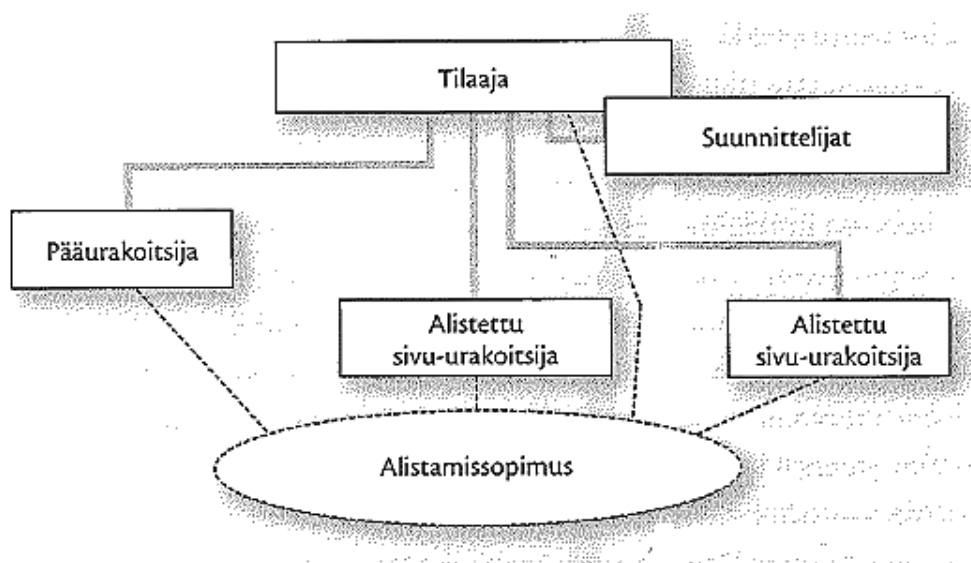 Tilaaja
Suunnittelijat
Pääurakoitsija
Alistettu
sivu-urakoitsija
Alistettu
sivu-urakoitsija
Alistamissopimus